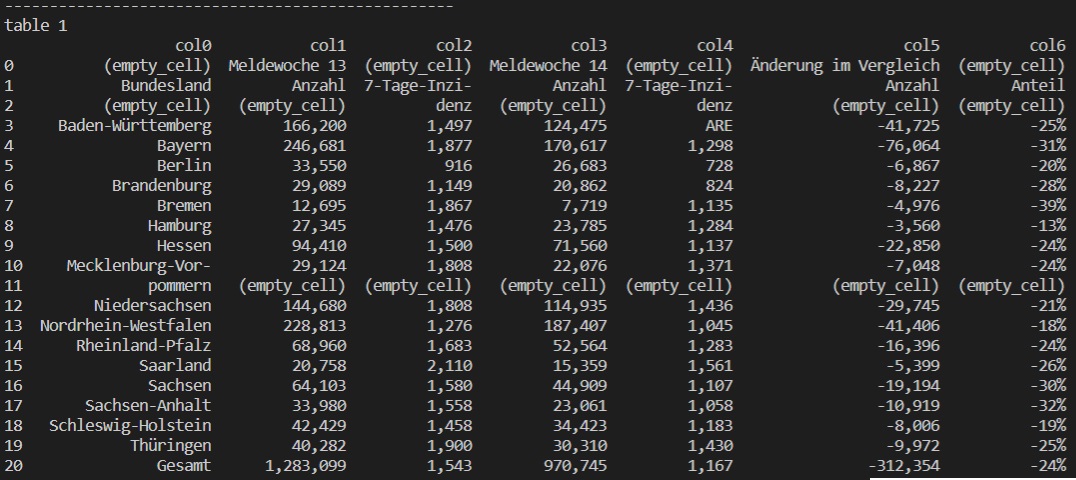 --------------------------------------------------
table 1
col0 col1 col2 col3 col4 col5 col6
0 (empty_cell) Meldewoche 13 (empty_cell) Meldewoche 14 (empty_cell) Änderung im Vergleich (empty_cell)
1 Bundesland Anzahl 7-Tage-Inzi- Anzahl 7-Tage-Inzi- Anzahl Anteil
2 (empty_cell) (empty_cell) denz (empty_cell) denz (empty_cell) (empty_cell)
3 Baden-Württemberg 166,200 1,497 124,475 ARE -41,725 -25%
4 Bayern 246,681 1,877 170,617 1,298 -76,064 -31%
5 Berlin 33,550 916 26,683 728 -6,867 -20%
6 Brandenburg 29,089 1,149 20,862 824 -8,227 -28%
7 Bremen 12,695 1,867 7,719 1,135 -4,976 -39%
8 Hamburg 27,345 1,476 23,785 1,284 -3,560 -13%
9 Hessen 94,410 1,500 71,560 1,137 -22,850 -24%
10 Mecklenburg-Vor- 29,124 1,808 22,076 1,371 -7,048 -24%
11 pommern (empty_cell) (empty_cell) (empty_cell) (empty_cell) (empty_cell) (empty_cell)
12 Niedersachsen 144,680 1,808 114,935 1,436 -29,745 -21%
13 Nordrhein-Westfalen 228,813 1,276 187,407 1,045 -41,406 -18%
14 Rheinland-Pfalz 68,960 1,683 52,564 1,283 -16,396 -24%
15 Saarland 20,758 2,110 15,359 1,561 -5,399 -26%
16 Sachsen 64,103 1,580 44,909 1,107 -19,194 -30%
17 Sachsen-Anhalt 33,980 1,558 23,061 1,058 -10,919 -32%
18 Schleswig-Holstein 42,429 1,458 34,423 1,183 -8,006 -19%
19 Thüringen 40,282 1,900 30,310 1,430 -9,972 -25%
20 Gesamt 1,283,099 1,543 970,745 1,167 -312,354 -24%